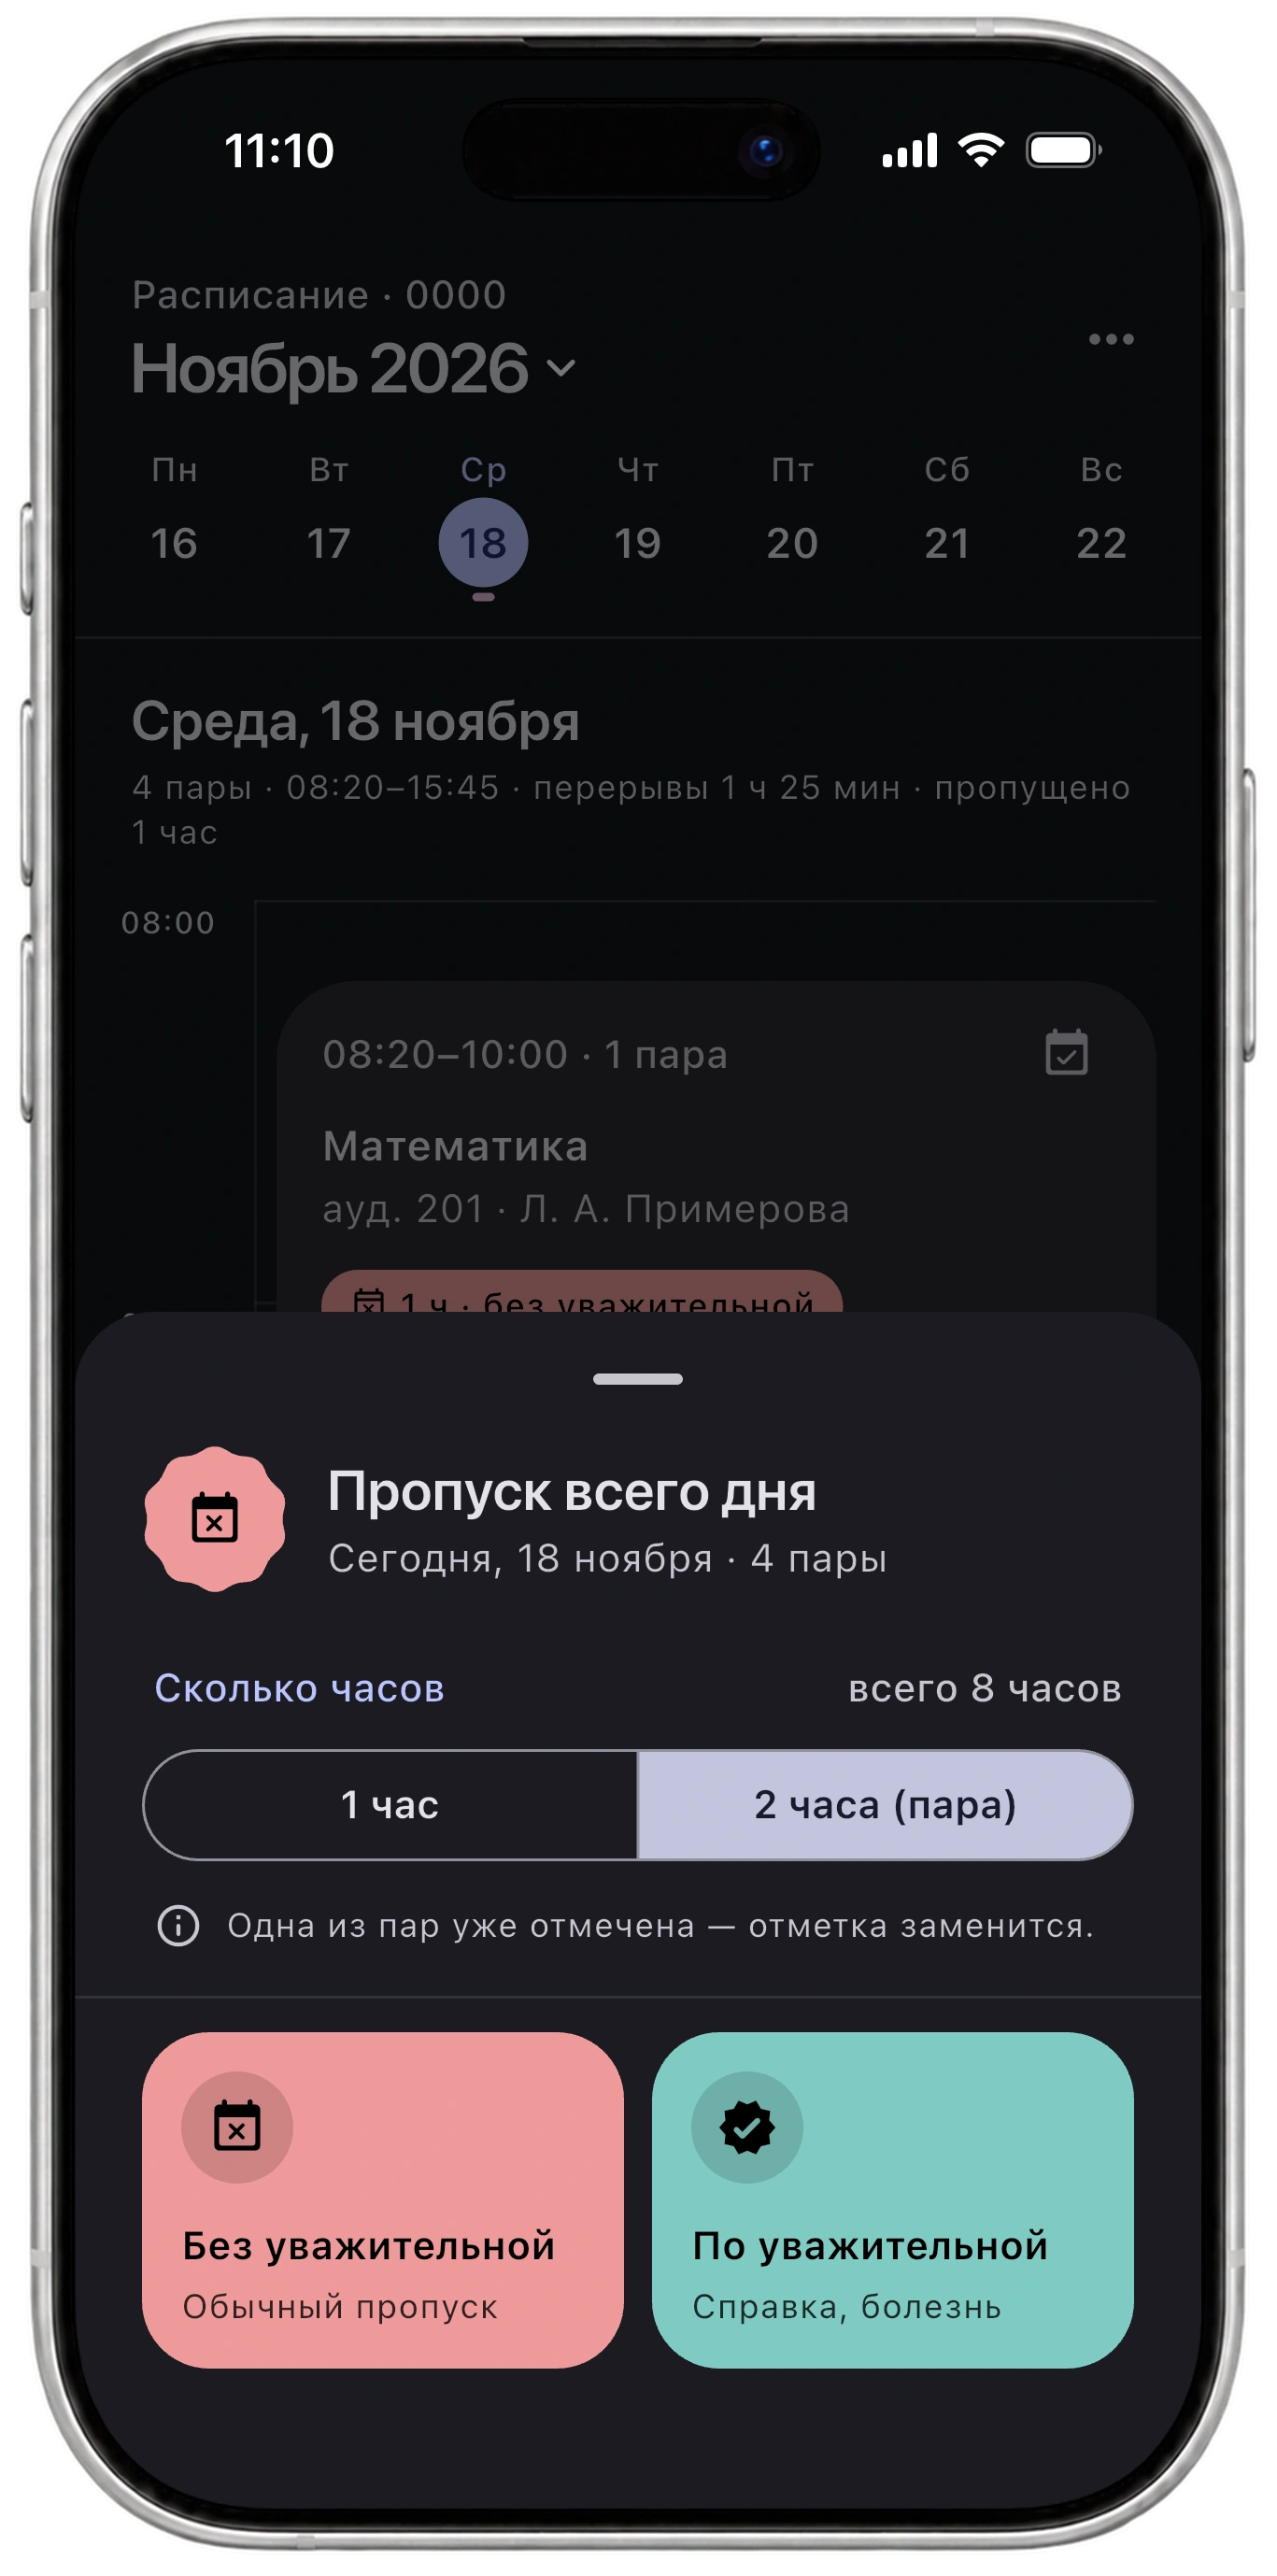 11:10
Расписание · 0000
Ноябрь 2026
Пн Вт Ср Чт Пт Сб Вс
16 17 18 19 20 21 22
Среда, 18 ноября
4 пары · 08:20–15:45 · перерывы 1 ч 25 мин · пропущено
1 час
08:00
08:20–10:00 · 1 пара
Математика
ауд. 201 · Л. А. Примерова
1 ч · без уважительной
Пропуск всего дня
Сегодня, 18 ноября · 4 пары
Сколько часов
всего 8 часов
1 час
2 часа (пара)
Одна из пар уже отмечена — отметка заменится.
Без уважительной
Обычный пропуск
По уважительной
Справка, болезнь